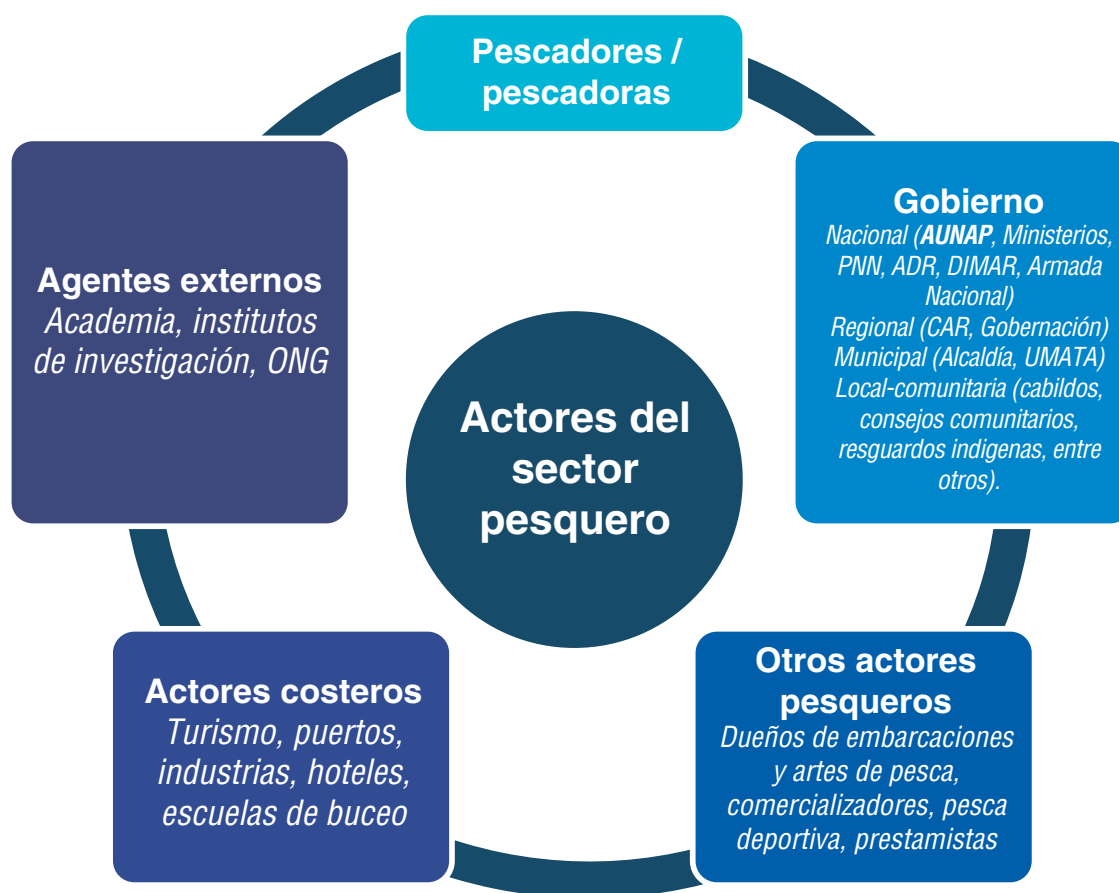 Pescadores /
pescadoras
Gobierno
Nacional (AUNAP, Ministerios,
PNN, ADR, DIMAR, Armada
Nacional)
Regional (CAR, Gobernación)
Municipal (Alcaldía, UMATA)
Local-comunitaria (cabildos,
consejos comunitarios,
resguardos indigenas, entre
otros).
Agentes externos
Academia, institutos
de investigación, ONG
Actores del
sector
pesquero
Actores costeros
Turismo, puertos,
industrias, hoteles,
escuelas de buceo
Otros actores
pesqueros
Dueños de embarcaciones
y artes de pesca,
comercializadores, pesca
deportiva, prestamistas